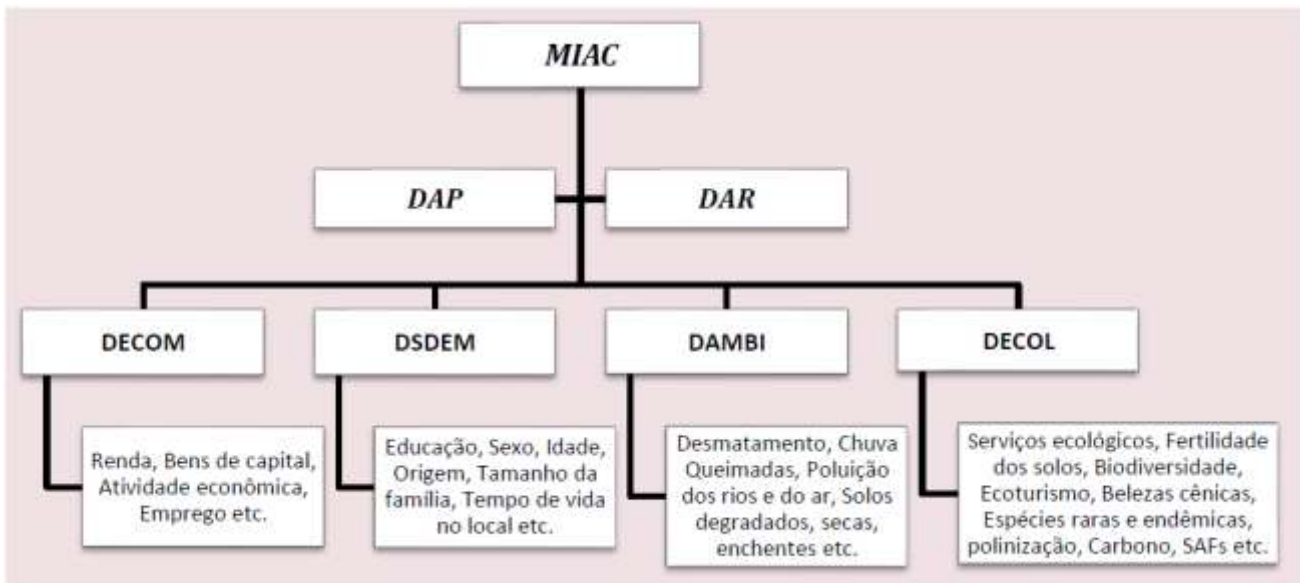 MIAC
DAP
DAR
DECOM
DSDEM
DAMBI
DECOL
Renda, Bens de capital,
Atividade econômica,
Emprego etc.
Educação, Sexo, Idade,
Origem, Tamanho da
família, Tempo de vida
no local etc.
Desmatamento, Chuva
Queimadas, Poluição
dos rios e do ar, Solos
degradados, secas,
enchentes etc.
Serviços ecológicos, Fertilidade
dos solos, Biodiversidade,
Ecoturismo, Belezas cênicas,
Espécies raras e endêmicas,
polinização, Carbono, SAFs etc.